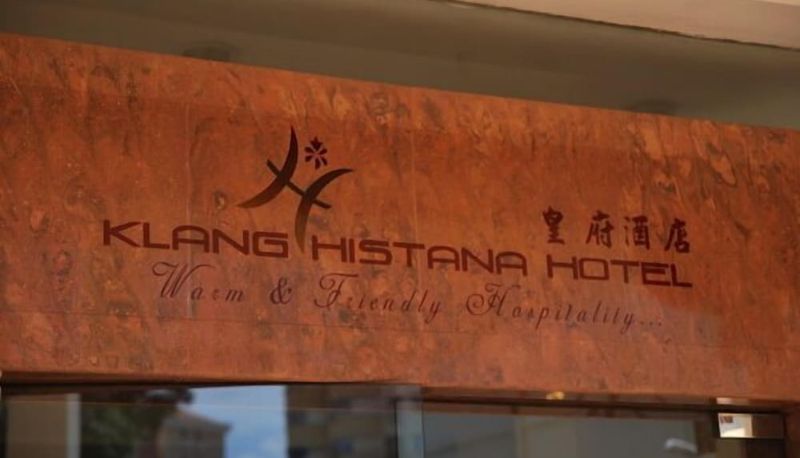 皇府酒店
KLANG HISTANA HOTEL
Warm & Friendly Hospitality...